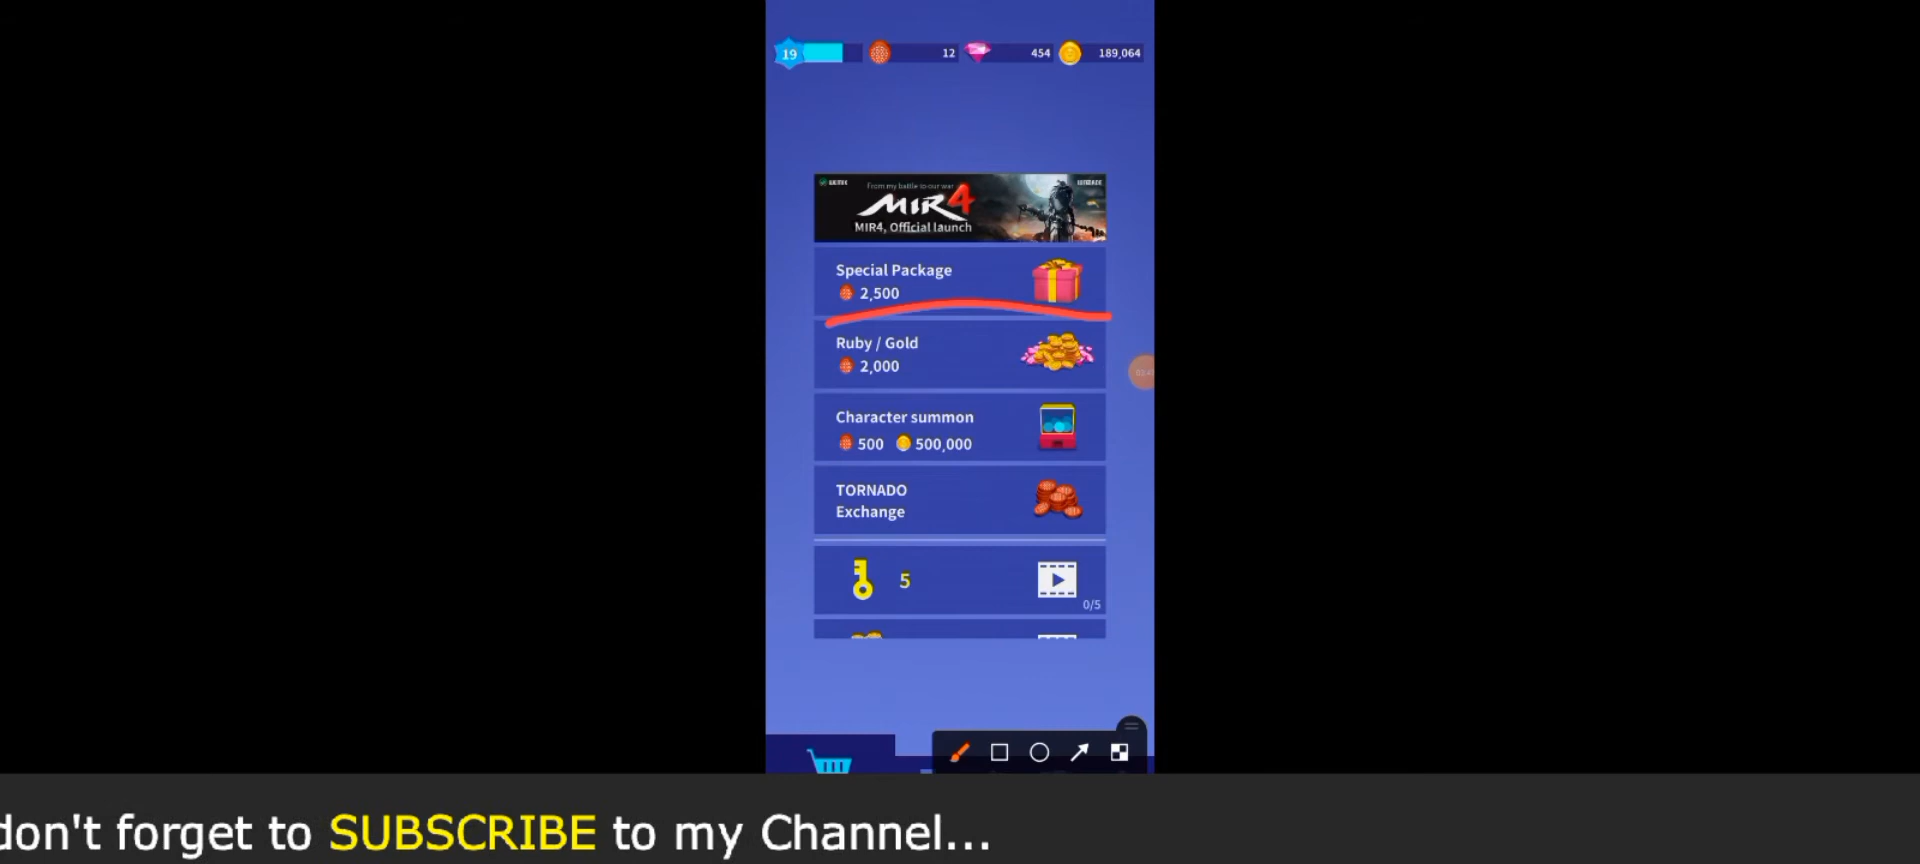 19
12
454
189,064
WEMIX
From my battle to our war
MIR4
MIR4, Official launch
Special Package
2,500
Ruby / Gold
2,000
Character summon
500 500,000
TORNADO
Exchange
5
0/5
don't forget to SUBSCRIBE to my Channel...